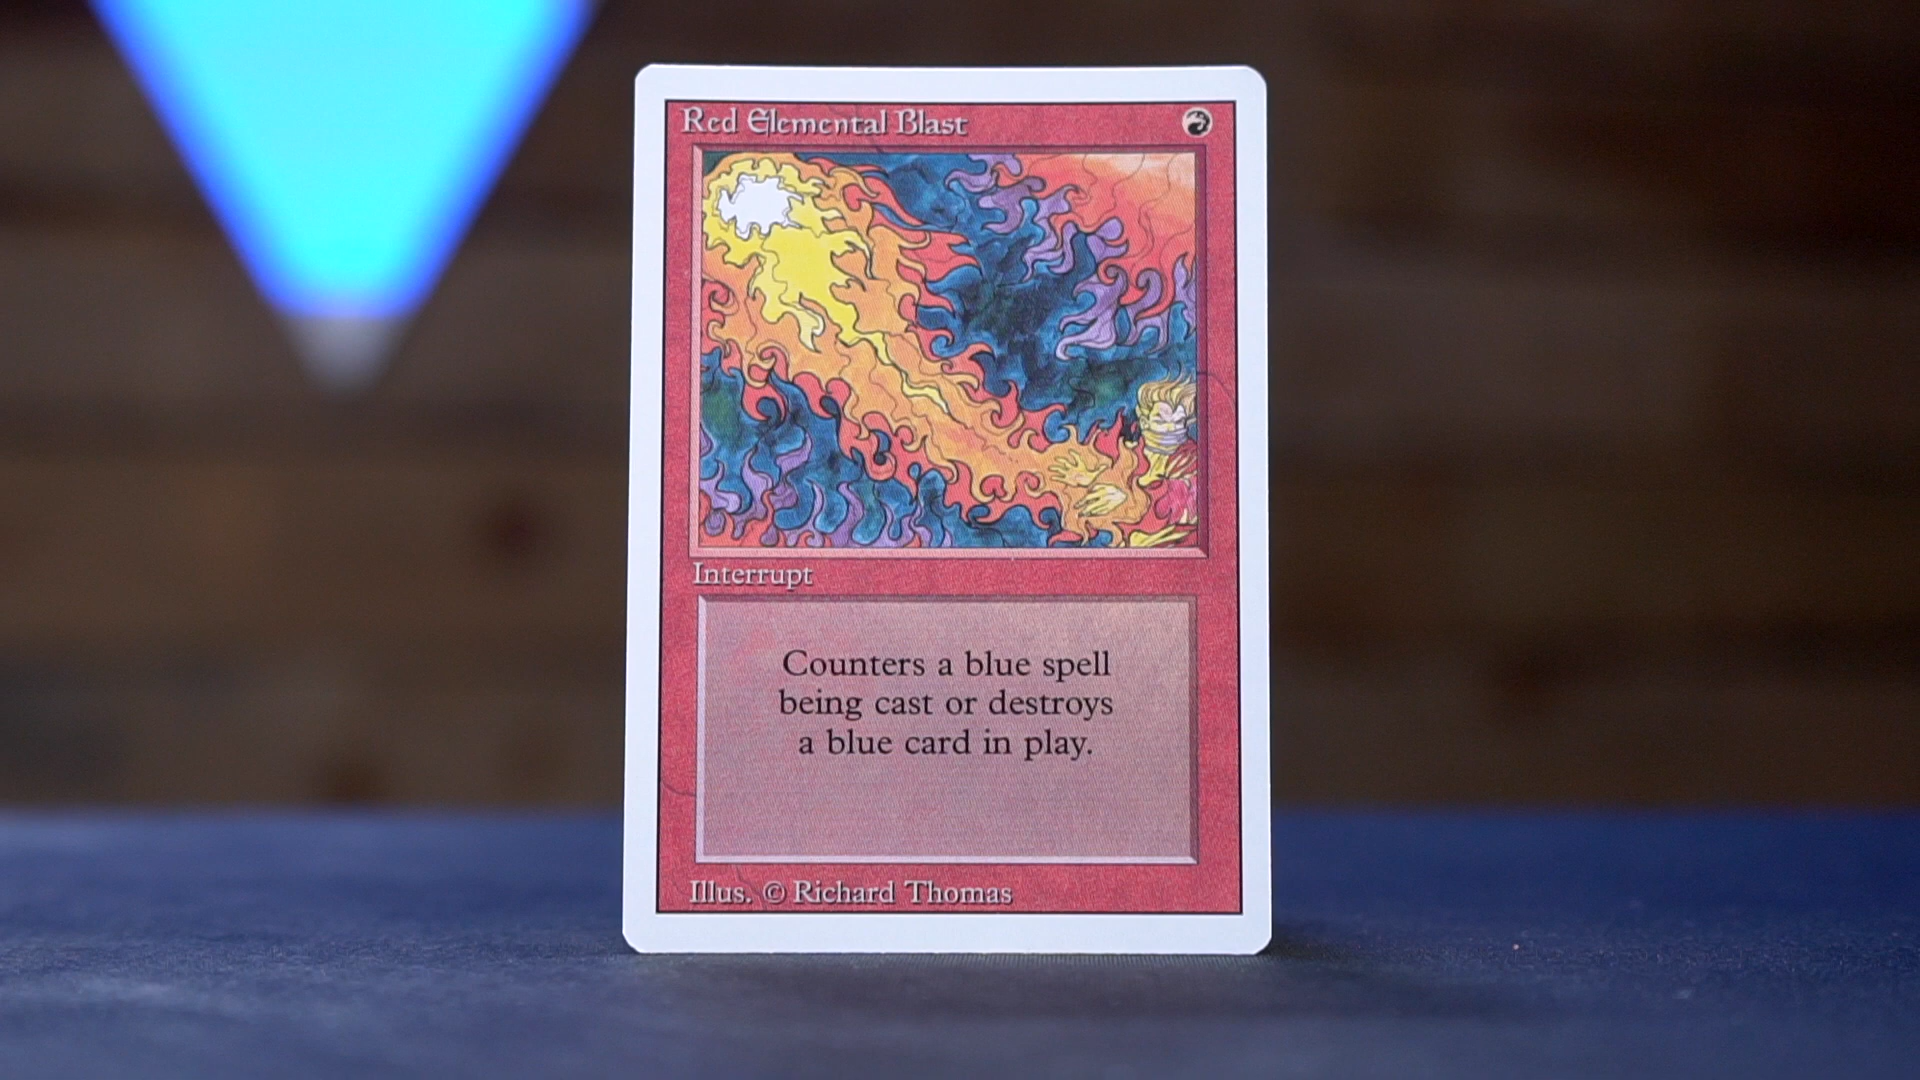 Red Elemental Blast
Interrupt
Counters a blue spell
being cast or destroys
a blue card in play.
Illus. © Richard Thomas